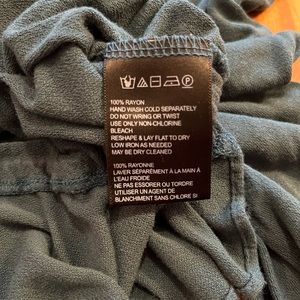 100% RAYON
HAND WASH COLD SEPARATELY
DO NOT WRING OR TWIST
USE ONLY NON-CHLORINE
BLEACH
RESHAPE & LAY FLAT TO DRY
LOW IRON AS NEEDED
MAY BE DRY CLEANED
100% RAYONNE
LAVER SÉPARÉMENT À LA MAIN À
L'EAU FROIDE
NE PAS ESSORER OU TORDRE
UTILISER UN AGENT DE
BLANCHIMENT SANS CHLORE SI